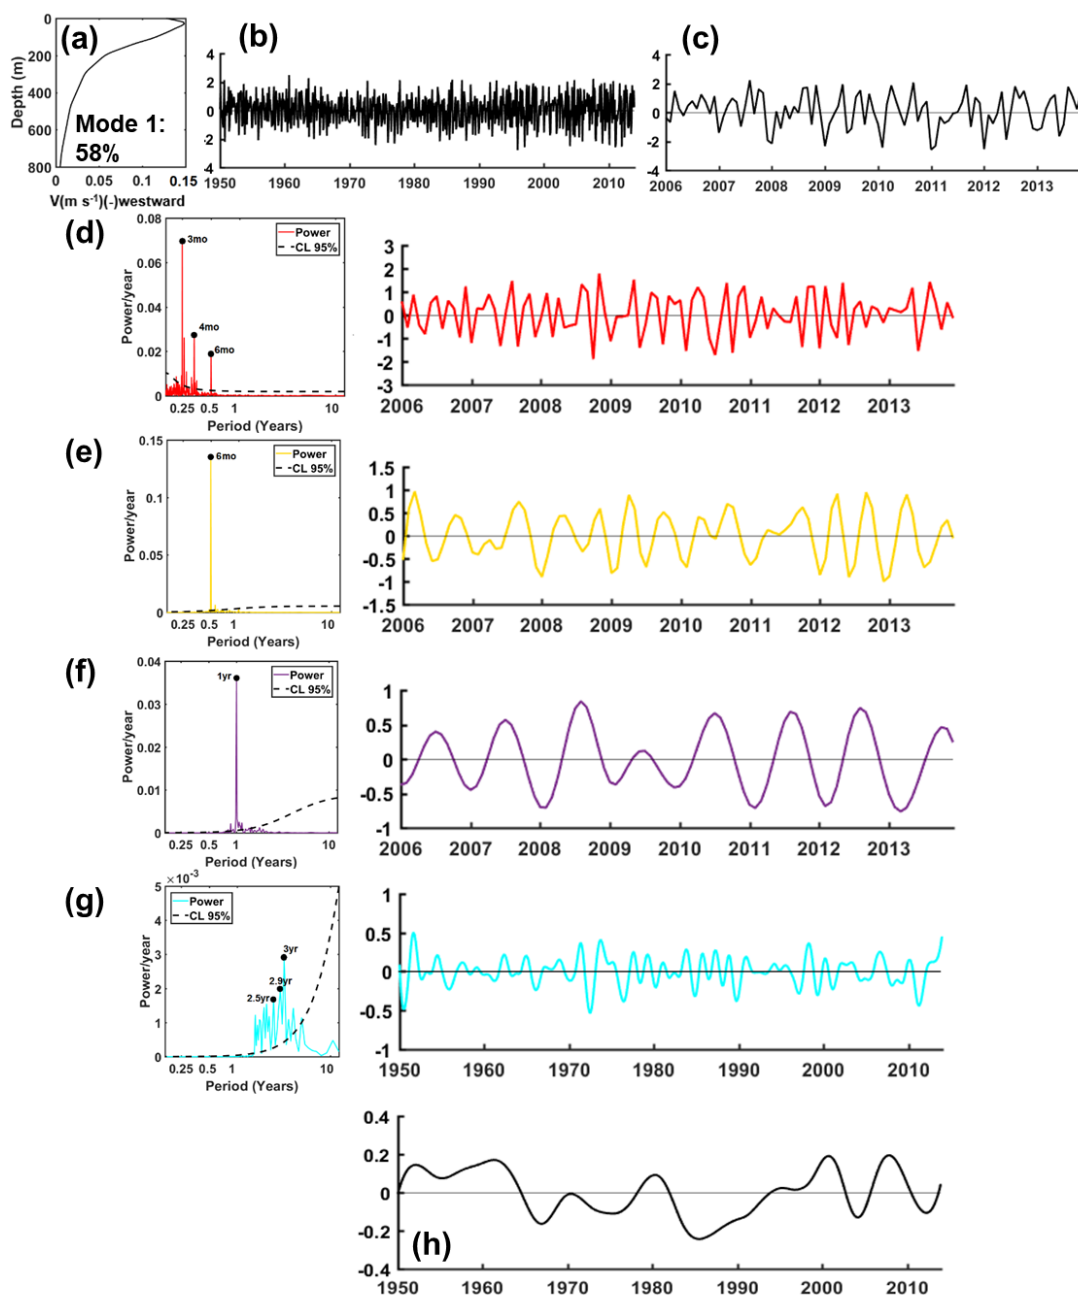 (a)
0
200
400
600
800
Depth (m)
Mode 1:
58%
0 0.05 0.1 0.15
V(m s⁻¹)(-)westward
(b)
4
2
0
-2
-4
1950 1960 1970 1980 1990 2000 2010
(c)
4
2
0
-2
-4
2006 2007 2008 2009 2010 2011 2012 2013
(d)
0.08
0.06
0.04
0.02
0
Power/year
3mo
4mo
6mo
Power
CL 95%
0.25 0.5 1 10
Period (Years)
3
2
1
0
-1
-2
-3
2006 2007 2008 2009 2010 2011 2012 2013
(e)
0.15
0.1
0.05
0
Power/year
6mo
Power
CL 95%
0.25 0.5 1 10
Period (Years)
1.5
1
0.5
0
-0.5
-1
-1.5
2006 2007 2008 2009 2010 2011 2012 2013
(f)
0.04
0.03
0.02
0.01
0
Power/year
1yr
Power
CL 95%
0.25 0.5 1 10
Period (Years)
1
0.5
0
-0.5
-1
2006 2007 2008 2009 2010 2011 2012 2013
(g)
×10⁻³
5
4
3
2
1
0
Power/year
Power
CL 95%
3yr
2.9yr
2.5yr
0.25 0.5 1 10
Period (Years)
1
0.5
0
-0.5
-1
1950 1960 1970 1980 1990 2000 2010
0.4
0.2
0
-0.2
-0.4
(h)
1950 1960 1970 1980 1990 2000 2010